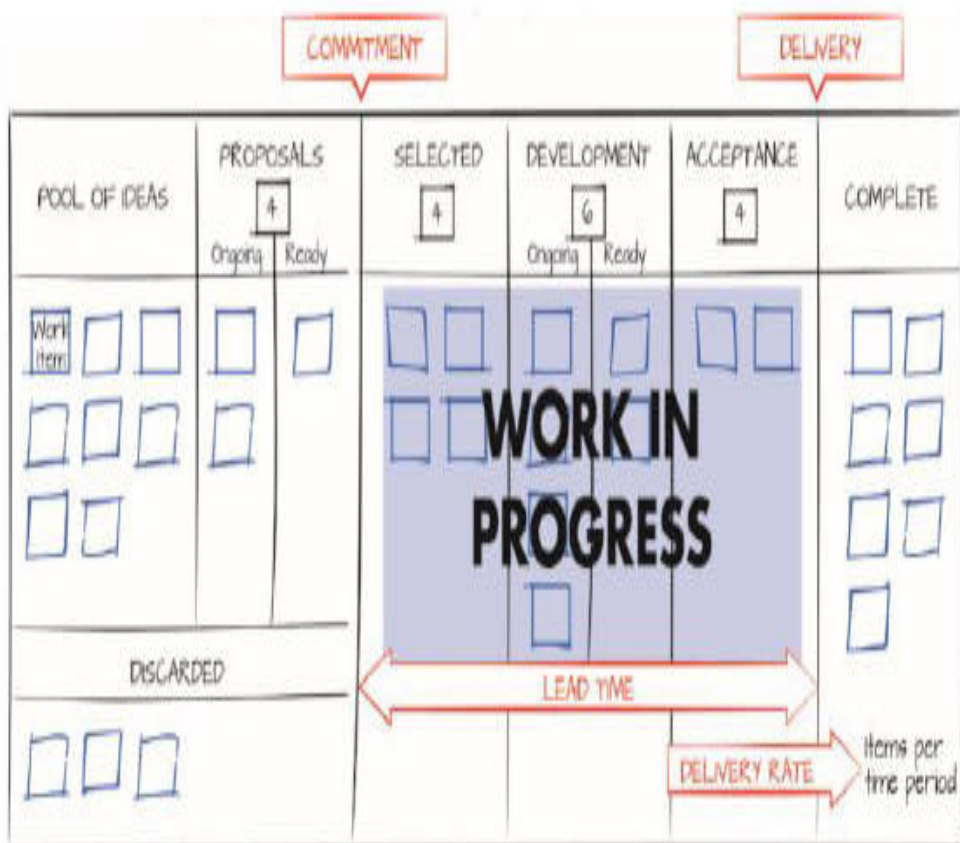 COMMITMENT
DELIVERY
POOL OF IDEAS
PROPOSALS
4
Ongoing Ready
SELECTED
4
DEVELOPMENT
6
Ongoing Ready
ACCEPTANCE
4
COMPLETE
Work
Item
WORK IN
PROGRESS
DISCARDED
LEAD TIME
DELIVERY RATE
Items per
time period